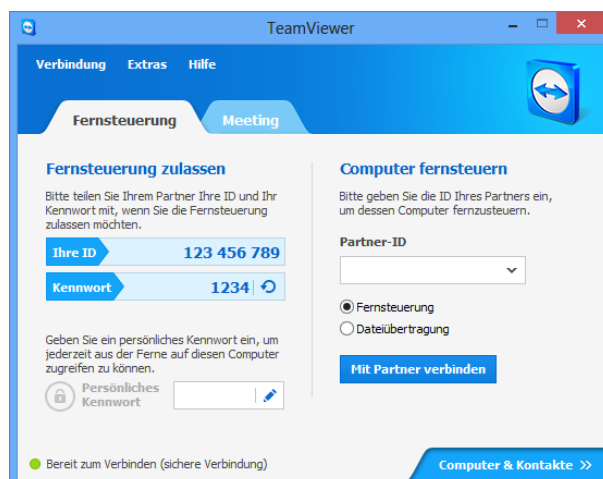 TeamViewer
Verbindung Extras Hilfe
Fernsteuerung Meeting
Fernsteuerung zulassen
Bitte teilen Sie Ihrem Partner Ihre ID und Ihr
Kennwort mit, wenn Sie die Fernsteuerung
zulassen möchten.
Ihre ID 123 456 789
Kennwort 1234
Geben Sie ein persönliches Kennwort ein, um
jederzeit aus der Ferne auf diesen Computer
zugreifen zu können.
Persönliches
Kennwort
Computer fernsteuern
Bitte geben Sie die ID Ihres Partners ein,
um dessen Computer fernzusteuern.
Partner-ID
Fernsteuerung
Dateiübertragung
Mit Partner verbinden
Bereit zum Verbinden (sichere Verbindung)
Computer & Kontakte >>